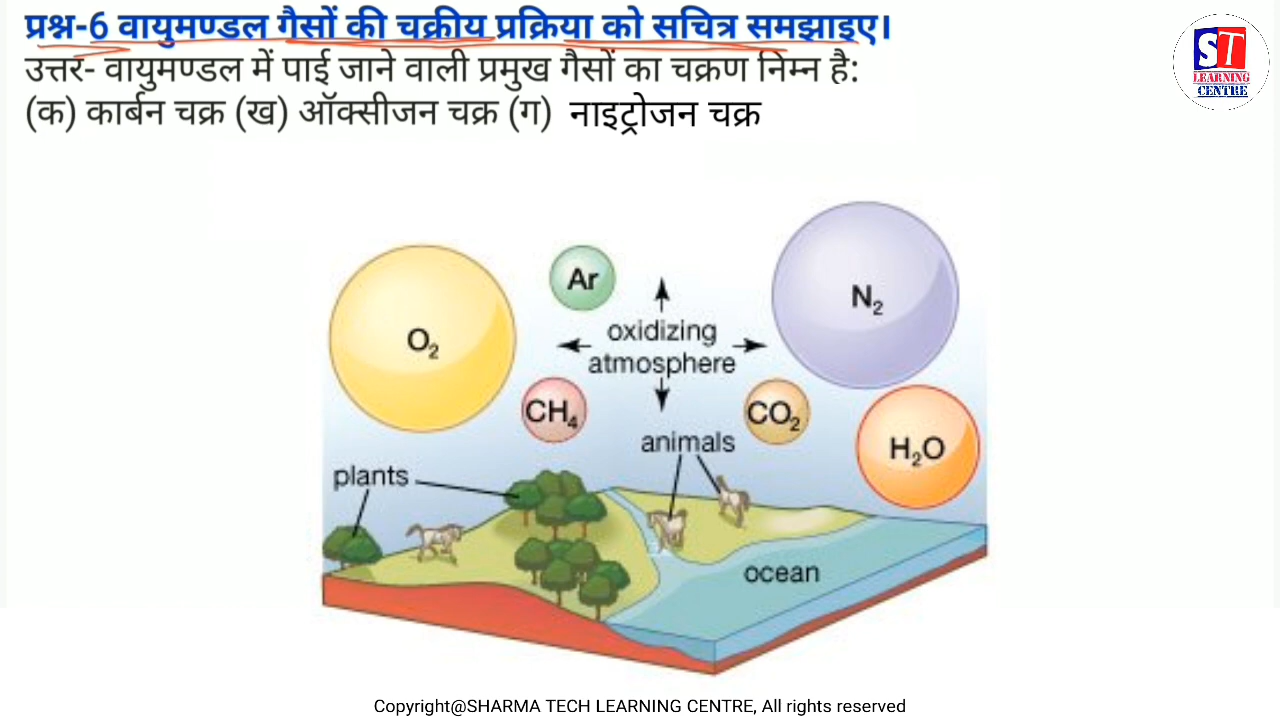 प्रश्न-6 वायुमण्डल गैसों की चक्रीय प्रक्रिया को सचित्र समझाइए।
उत्तर- वायुमण्डल में पाई जाने वाली प्रमुख गैसों का चक्रण निम्न है:
(क) कार्बन चक्र (ख) ऑक्सीजन चक्र (ग) नाइट्रोजन चक्र
ST
LEARNING
CENTRE
Ar
N₂
O₂
oxidizing
atmosphere
CH₄
CO₂
animals
H₂O
plants
ocean
Copyright@SHARMA TECH LEARNING CENTRE, All rights reserved